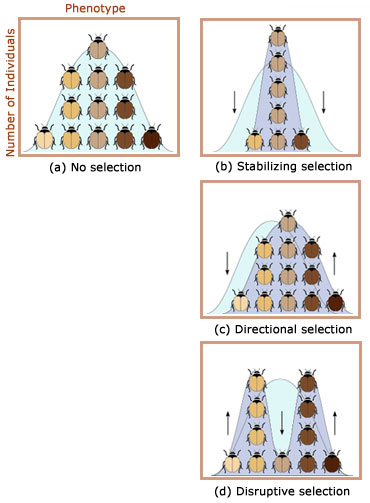 Phenotype
Number of Individuals
(a) No selection
(b) Stabilizing selection
(c) Directional selection
(d) Disruptive selection